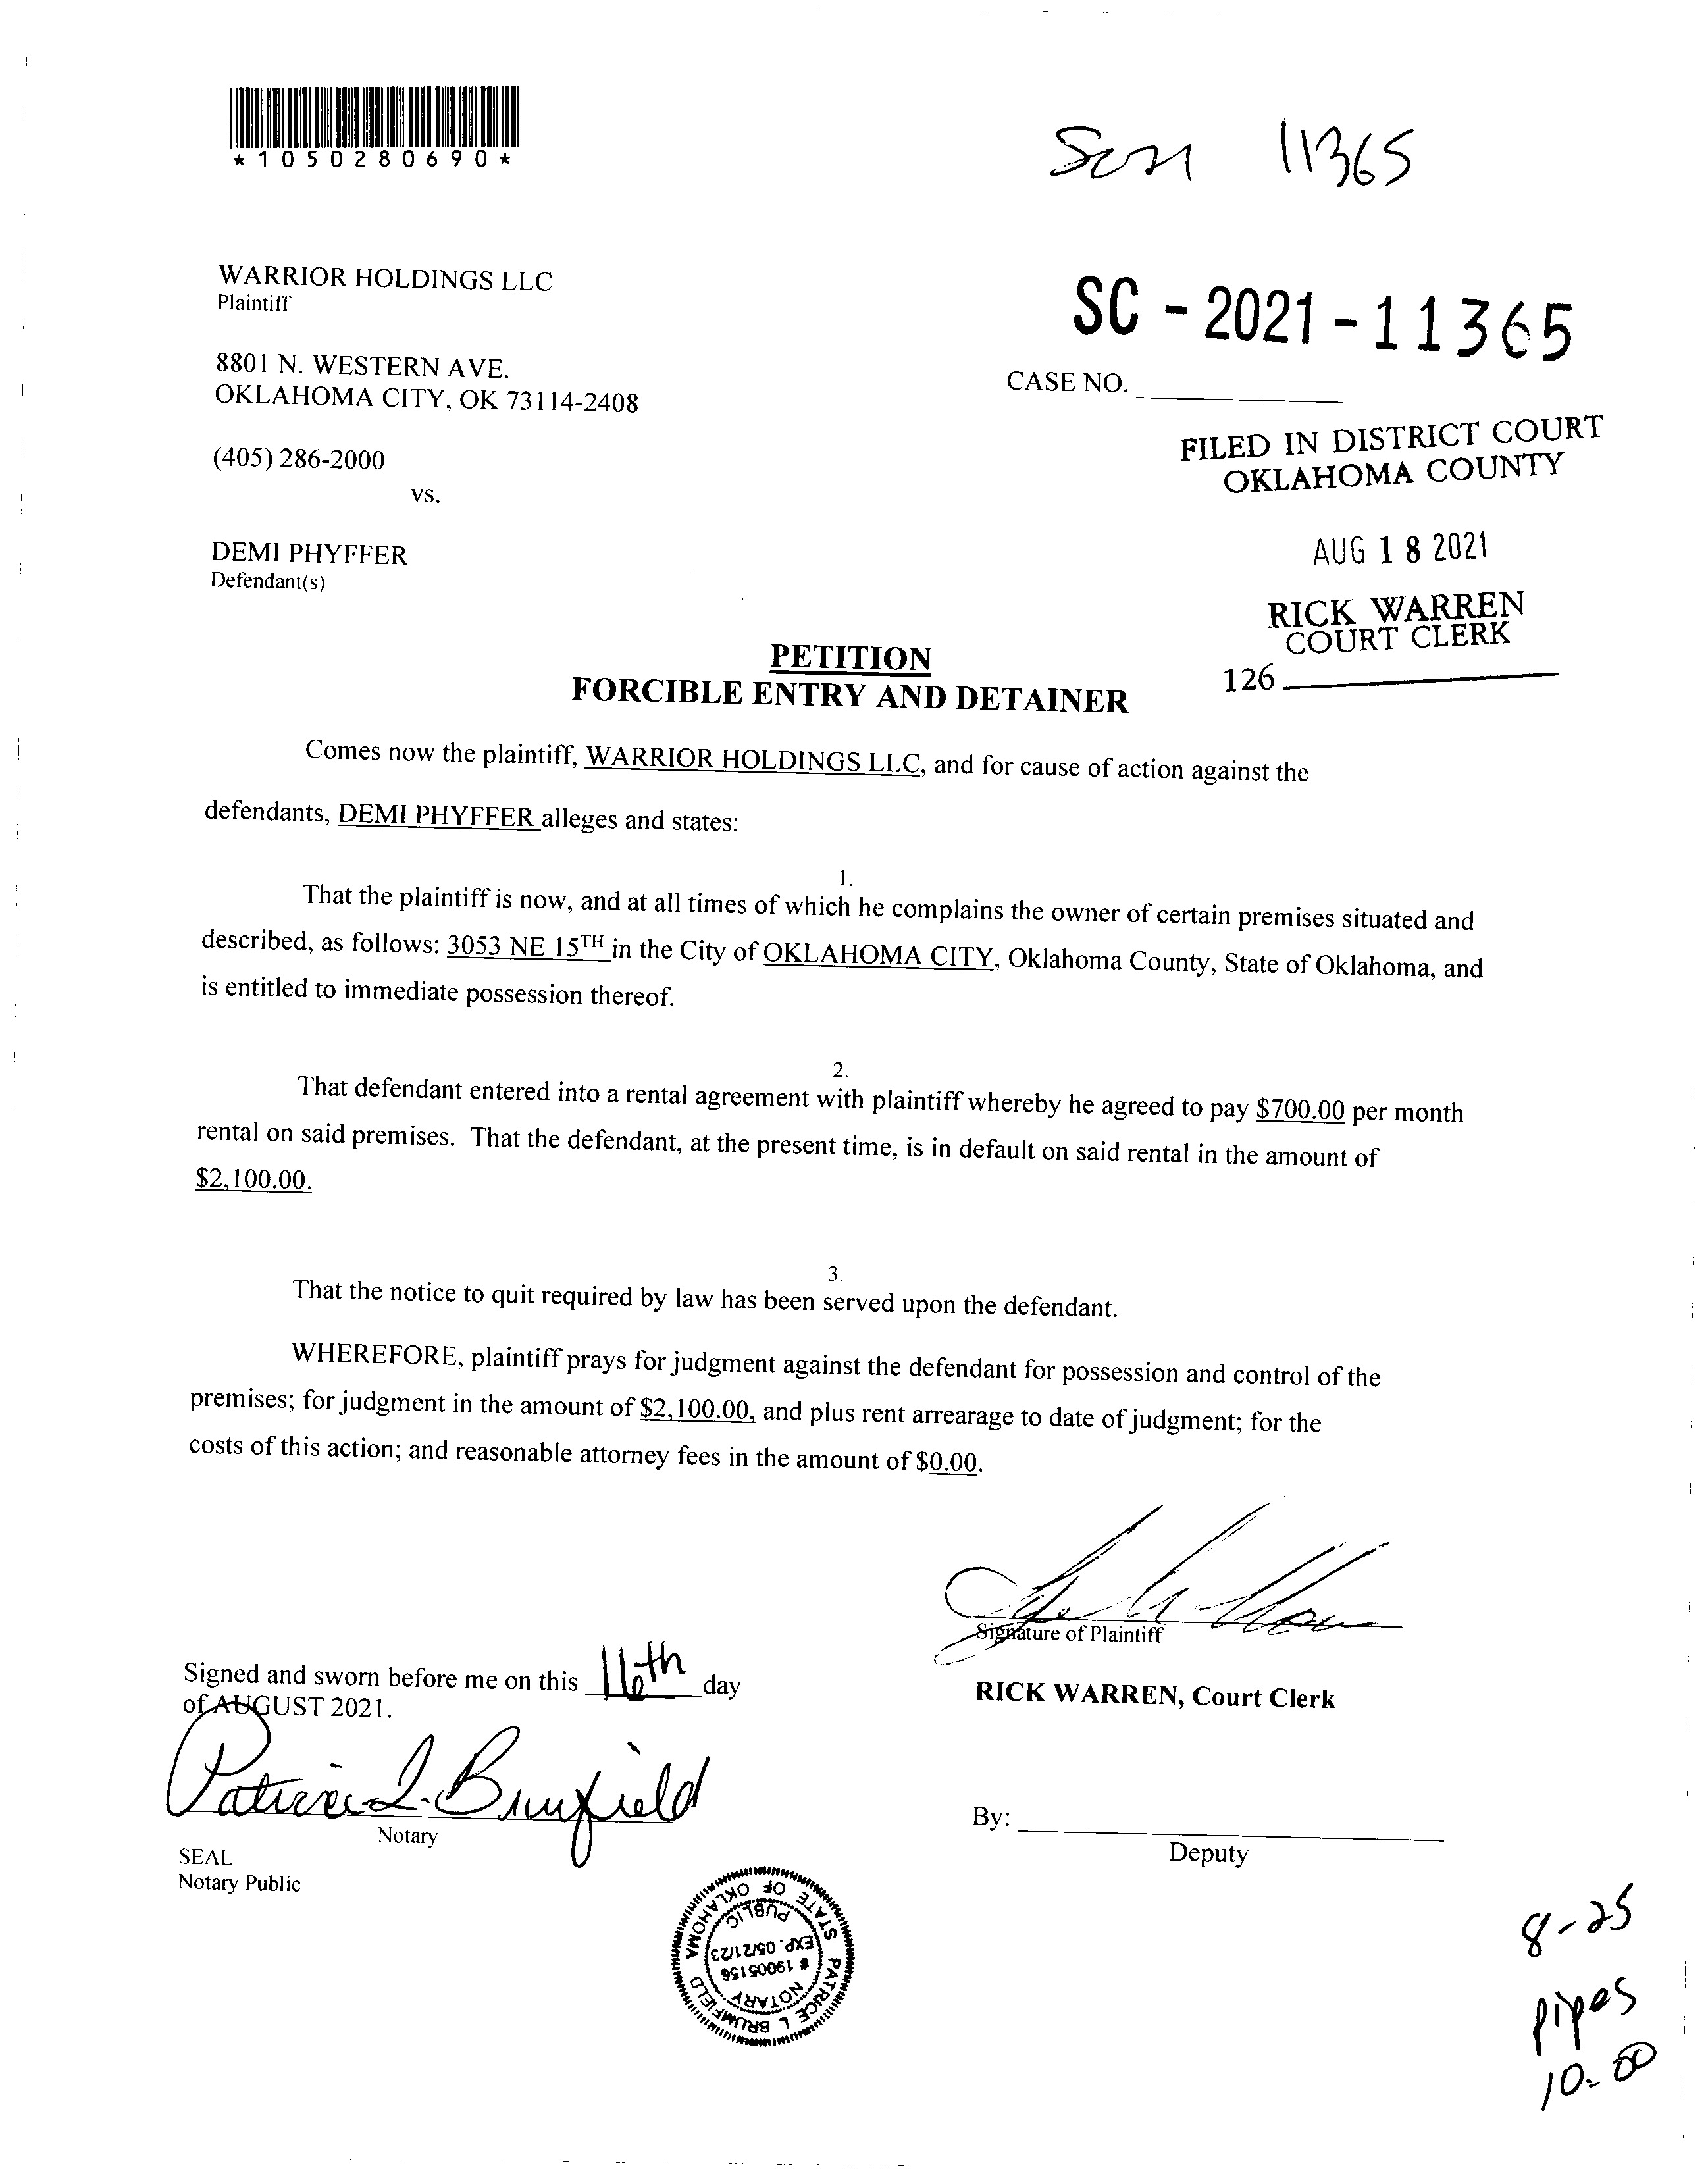 *1050280690*
11365
WARRIOR HOLDINGS LLC
Plaintiff
SC - 2021 - 11365
8801 N. WESTERN AVE.
OKLAHOMA CITY, OK 73114-2408
CASE NO.
FILED IN DISTRICT COURT
OKLAHOMA COUNTY
(405) 286-2000
vs.
AUG 18 2021
DEMI PHYFFER
Defendant(s)
RICK WARREN
COURT CLERK
126
PETITION
FORCIBLE ENTRY AND DETAINER
Comes now the plaintiff, WARRIOR HOLDINGS LLC, and for cause of action against the
defendants, DEMI PHYFFER alleges and states:
1.
That the plaintiff is now, and at all times of which he complains the owner of certain premises situated and
described, as follows: 3053 NE 15TH in the City of OKLAHOMA CITY, Oklahoma County, State of Oklahoma, and
is entitled to immediate possession thereof.
2.
That defendant entered into a rental agreement with plaintiff whereby he agreed to pay $700.00 per month
rental on said premises. That the defendant, at the present time, is in default on said rental in the amount of
$2,100.00.
3.
That the notice to quit required by law has been served upon the defendant.
WHEREFORE, plaintiff prays for judgment against the defendant for possession and control of the
premises; for judgment in the amount of $2,100.00, and plus rent arrearage to date of judgment; for the
costs of this action; and reasonable attorney fees in the amount of $0.00.
Signature of Plaintiff
Signed and sworn before me on this 16th day
of AUGUST 2021.
RICK WARREN, Court Clerk
Patrice L. Brumfield
Notary
By:
Deputy
SEAL
Notary Public
PATRICE L BRUMFIELD
STATE OF OKLAHOMA
NOTARY
# 19005156
EXP. 05/21/23
PUBLIC
8-25
pipes
10:00